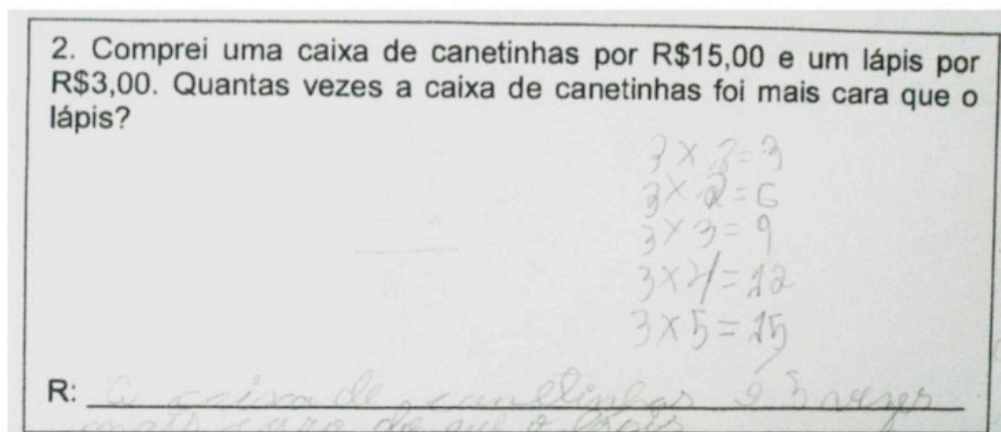 2. Comprei uma caixa de canetinhas por R$15,00 e um lápis por
R$3,00. Quantas vezes a caixa de canetinhas foi mais cara que o
lápis?
3 x 1 = 3
3 x 2 = 6
3 x 3 = 9
3 x 4 = 12
3 x 5 = 15
R: A caixa de canetinhas é 5 vezes
mais cara do que o lápis